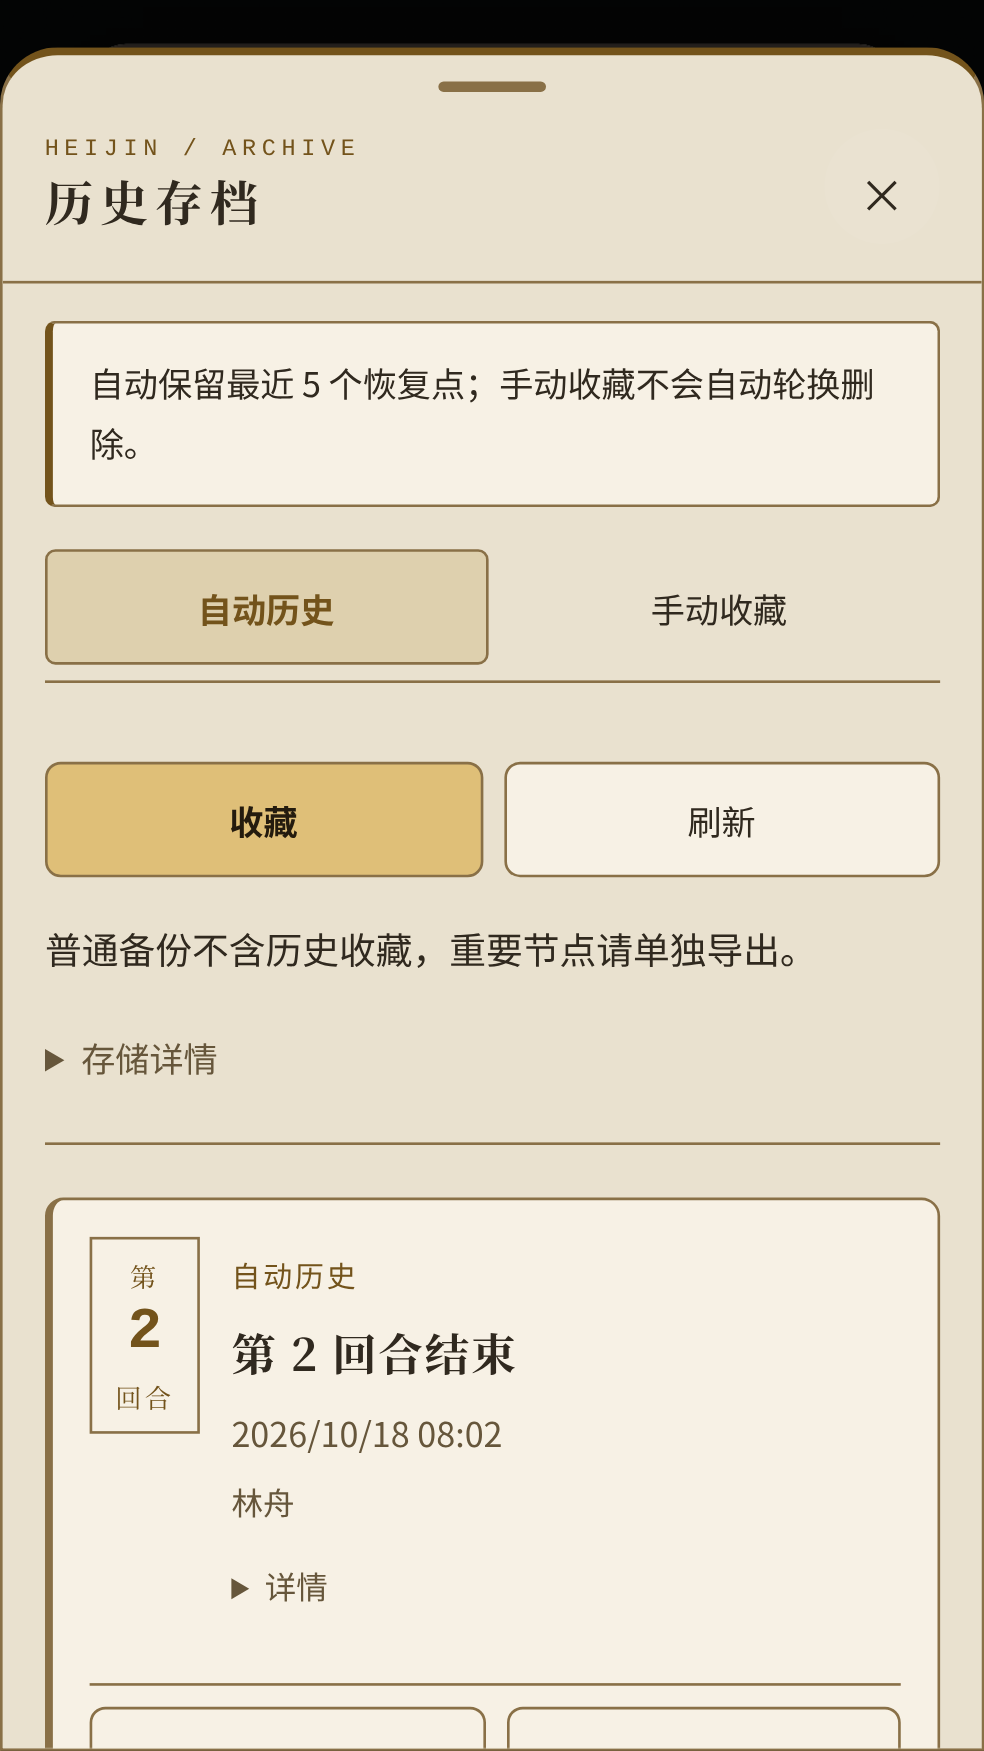 HEIJIN / ARCHIVE
历史存档
自动保留最近 5 个恢复点；手动收藏不会自动轮换删
除。
自动历史
手动收藏
收藏
刷新
普通备份不含历史收藏，重要节点请单独导出。
存储详情
第
2
回合
自动历史
第 2 回合结束
2026/10/18 08:02
林舟
详情